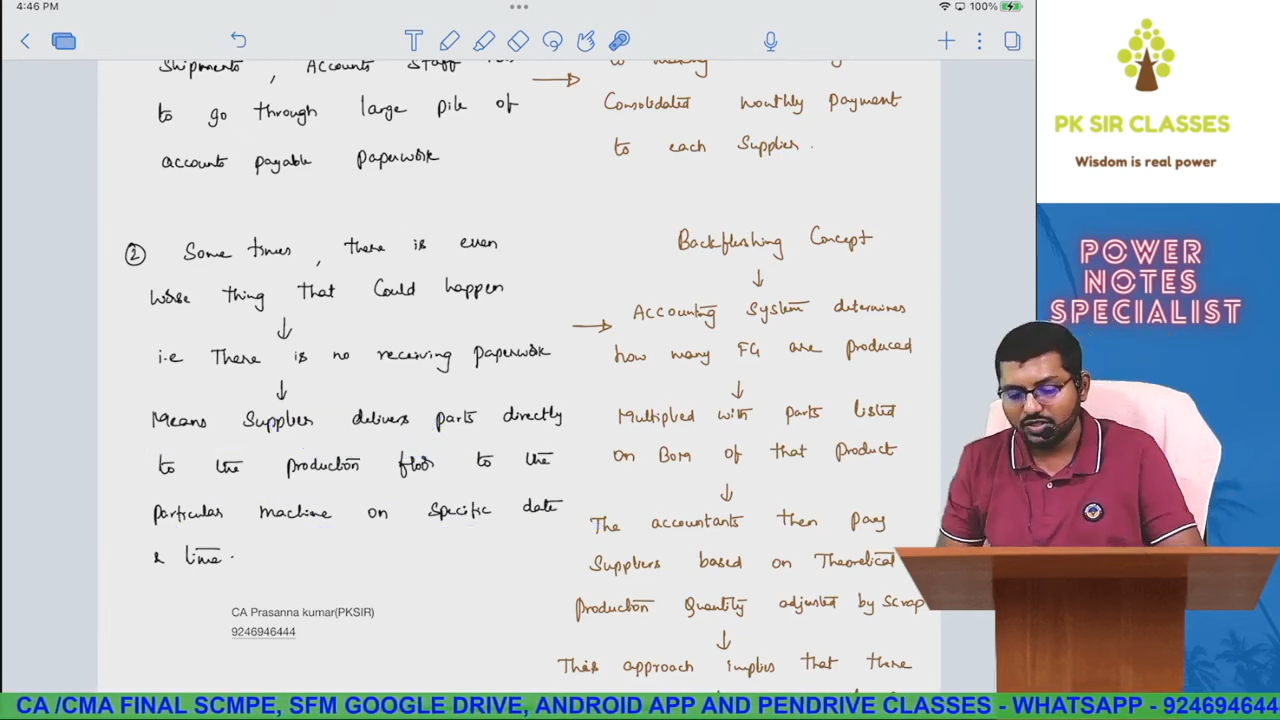 4:46 PM
100%
T
Shipments, Accounts Staff
to go through large pile of
accounts payable paperwork
Consolidated monthly payment
to each Supplier.
② Some times, there is even
worse thing that Could happen
↓
i.e There is no receiving paperwork
↓
Means Supplier delivers parts directly
to the production floor to the
particular machine on specific date
& time.
CA Prasanna kumar(PKSIR)
9246946444
Backflushing Concept
↓
→ Accounting System determines
how many FG are produced
↓
Multiplied with parts listed
on Bom of that Product
↓
The accountants then pay
Suppliers based on Theoretical
Production Quantity adjusted by Scrap
↓
This approach implies that there
PK SIR CLASSES
Wisdom is real power
POWER
NOTES
SPECIALIST
CA /CMA FINAL SCMPE, SFM GOOGLE DRIVE, ANDROID APP AND PENDRIVE CLASSES - WHATSAPP - 924694644